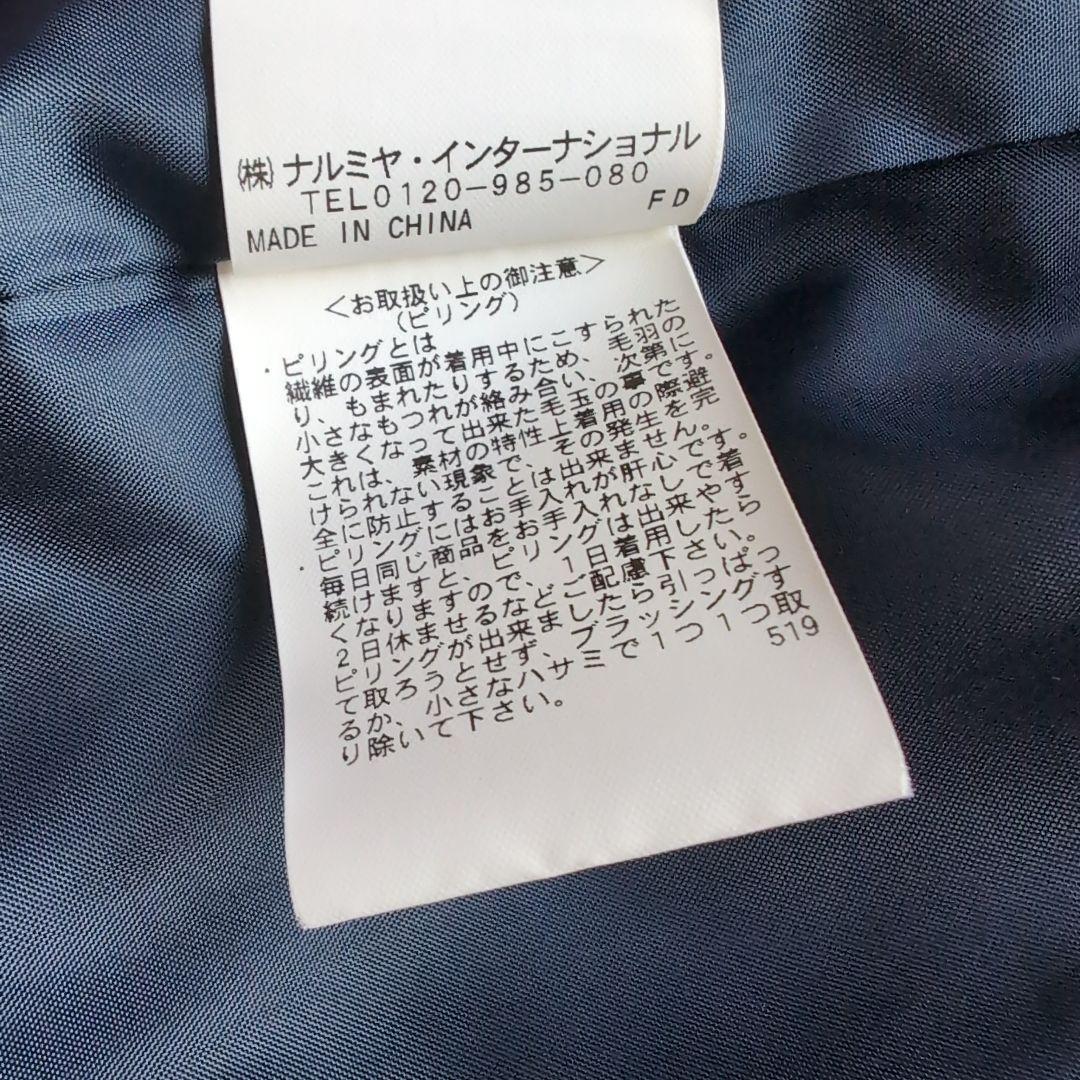 ㈱ナルミヤ・インターナショナル
TEL0120-985-080
MADE IN CHINA FD
<お取扱い上の御注意>
(ピリング)
・ピリングとは
繊維の表面が着用中にこすられた
り、もまれたりするため、毛羽の
小さなもつれが絡み合い、次第に
大きくなって出来た毛玉の事です。
これは、素材の特性上着用の際避
けられない現象で、その発生を完
全に防止することは出来ません。
・ピリングにはお手入れが肝心です。
毎日同じ商品をお手入れなしで着
続けますと、ピリングが出来やす
くなりますので、1日着用したら
2日休ませるなどご配慮下さい。
ピリングが出来ましたら引っぱっ
て取ろうとせず、ブラッシングす
るか、小さなハサミで1つ1つ取
り除いて下さい。
519